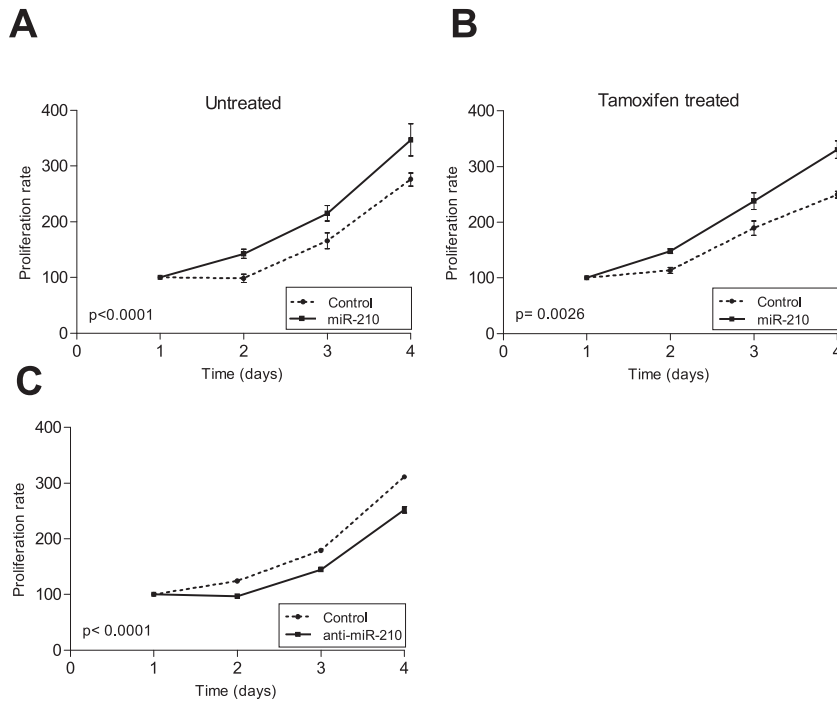 A
Untreated
400
300
200
100
0
Proliferation rate
p<0.0001
Control
miR-210
0 1 2 3 4
Time (days)
B
Tamoxifen treated
400
300
200
100
0
Proliferation rate
p= 0.0026
Control
miR-210
0 1 2 3 4
Time (days)
C
400
300
200
100
0
Proliferation rate
p< 0.0001
Control
anti-miR-210
0 1 2 3 4
Time (days)